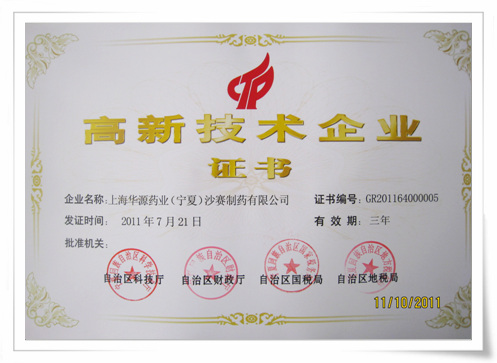 高新技术企业
证书
企业名称：上海华源药业（宁夏）沙赛制药有限公司 证书编号：GR201164000005
发证时间： 2011年7月21日 有 效 期：三年
批准机关：
自治区科技厅 自治区财政厅 自治区国税局 自治区地税局
11/10/2011